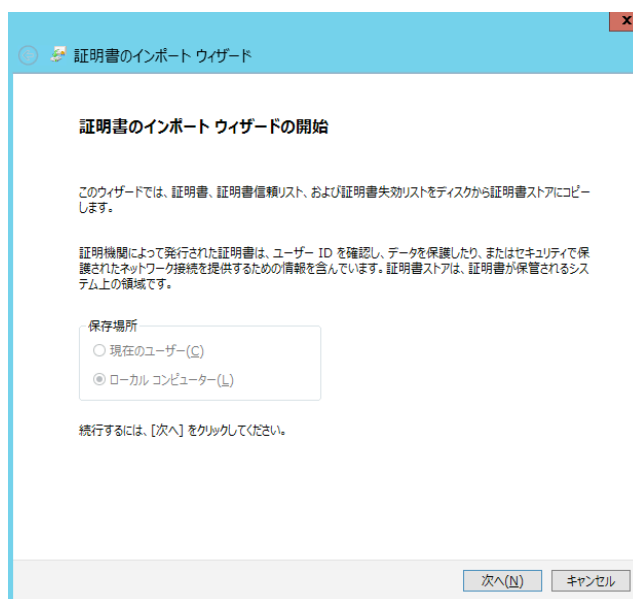 x
証明書のインポート ウィザード
証明書のインポート ウィザードの開始
このウィザードでは、証明書、証明書信頼リスト、および証明書失効リストをディスクから証明書ストアにコピー
します。
証明機関によって発行された証明書は、ユーザー ID を確認し、データを保護したり、またはセキュリティで保
護されたネットワーク接続を提供するための情報を含んでいます。証明書ストアは、証明書が保管されるシス
テム上の領域です。
保存場所
現在のユーザー(C)
ローカル コンピューター(L)
続行するには、[次へ] をクリックしてください。
次へ(N)
キャンセル